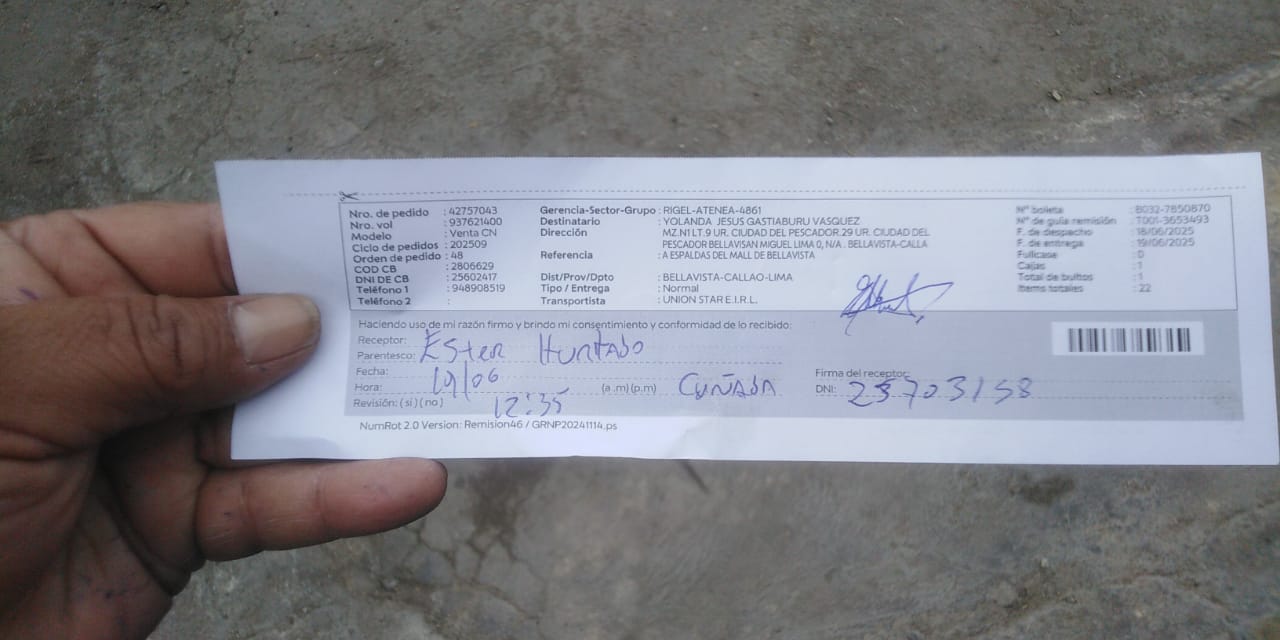 Nro. de pedido : 42757043
Nro. vol : 937621400
Modelo : Venta CN
Ciclo de pedidos : 202509
Orden de pedido : 48
COD CB : 2806629
DNI DE CB : 25602417
Teléfono 1 : 948908519
Teléfono 2 :
Gerencia-Sector-Grupo : RIGEL-ATENEA-4861
Destinatario : YOLANDA JESUS GASTIABURU VASQUEZ
Dirección : MZ.N1 LT.9 UR. CIUDAD DEL PESCADOR.29 UR. CIUDAD DEL
PESCADOR BELLAVISAN MIGUEL LIMA 0, N/A . BELLAVISTA-CALLA
Referencia : A ESPALDAS DEL MALL DE BELLAVISTA
Dist/Prov/Dpto : BELLAVISTA-CALLAO-LIMA
Tipo / Entrega : Normal
Transportista : UNION STAR E.I.R.L.
Nº boleta : B032-7850870
Nº de guía remisión : T001-3653493
F. de despacho : 18/06/2025
F. de entrega : 19/06/2025
Fullcase : 0
Cajas : 1
Total de bultos : 1
Items totales : 22
Haciendo uso de mi razón firmo y brindo mi consentimiento y conformidad de lo recibido:
Receptor: Ester Hurtado
Parentesco:
Fecha: 19/06
Hora: (a .m) (p.m) CUÑADA
Revisión: ( si ) ( no ) 12:35
Firma del receptor:
DNI: 25703158
NumRot 2.0 Version: Remision46 / GRNP20241114.ps